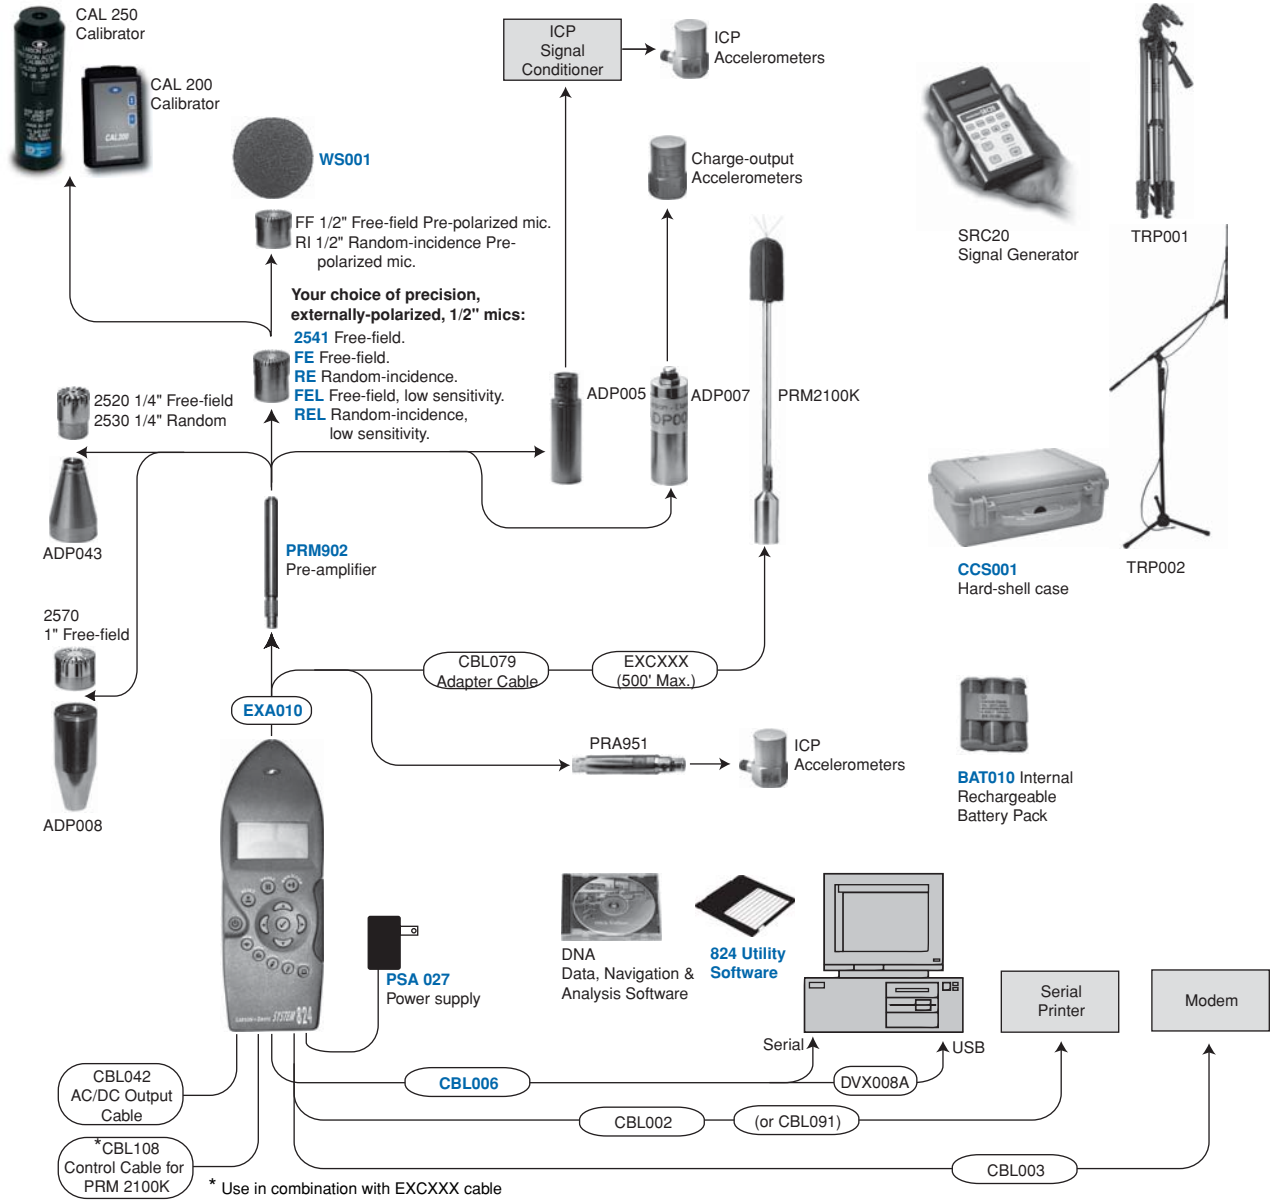 CAL 250
Calibrator
CAL 200
Calibrator
CAL200
WS001
FF 1/2" Free-field Pre-polarized mic.
RI 1/2" Random-incidence Pre-
polarized mic.
Your choice of precision,
externally-polarized, 1/2" mics:
2541 Free-field.
FE Free-field.
RE Random-incidence.
FEL Free-field, low sensitivity.
REL Random-incidence,
low sensitivity.
ICP
Signal
Conditioner
ICP
Accelerometers
Charge-output
Accelerometers
SRC20
Signal Generator
TRP001
2520 1/4" Free-field
2530 1/4" Random
ADP043
ADP005
ADP007
PRM2100K
PRM902
Pre-amplifier
CCS001
Hard-shell case
TRP002
2570
1" Free-field
ADP008
CBL079
Adapter Cable
EXCXXX
(500' Max.)
EXA010
PRA951
ICP
Accelerometers
BAT010 Internal
Rechargeable
Battery Pack
SYSTEM 824
PSA 027
Power supply
DNA
Data, Navigation &
Analysis Software
824 Utility
Software
Serial
Printer
Modem
Serial
USB
CBL042
AC/DC Output
Cable
CBL006
DVX008A
CBL002
(or CBL091)
*CBL108
Control Cable for
PRM 2100K
CBL003
* Use in combination with EXCXXX cable